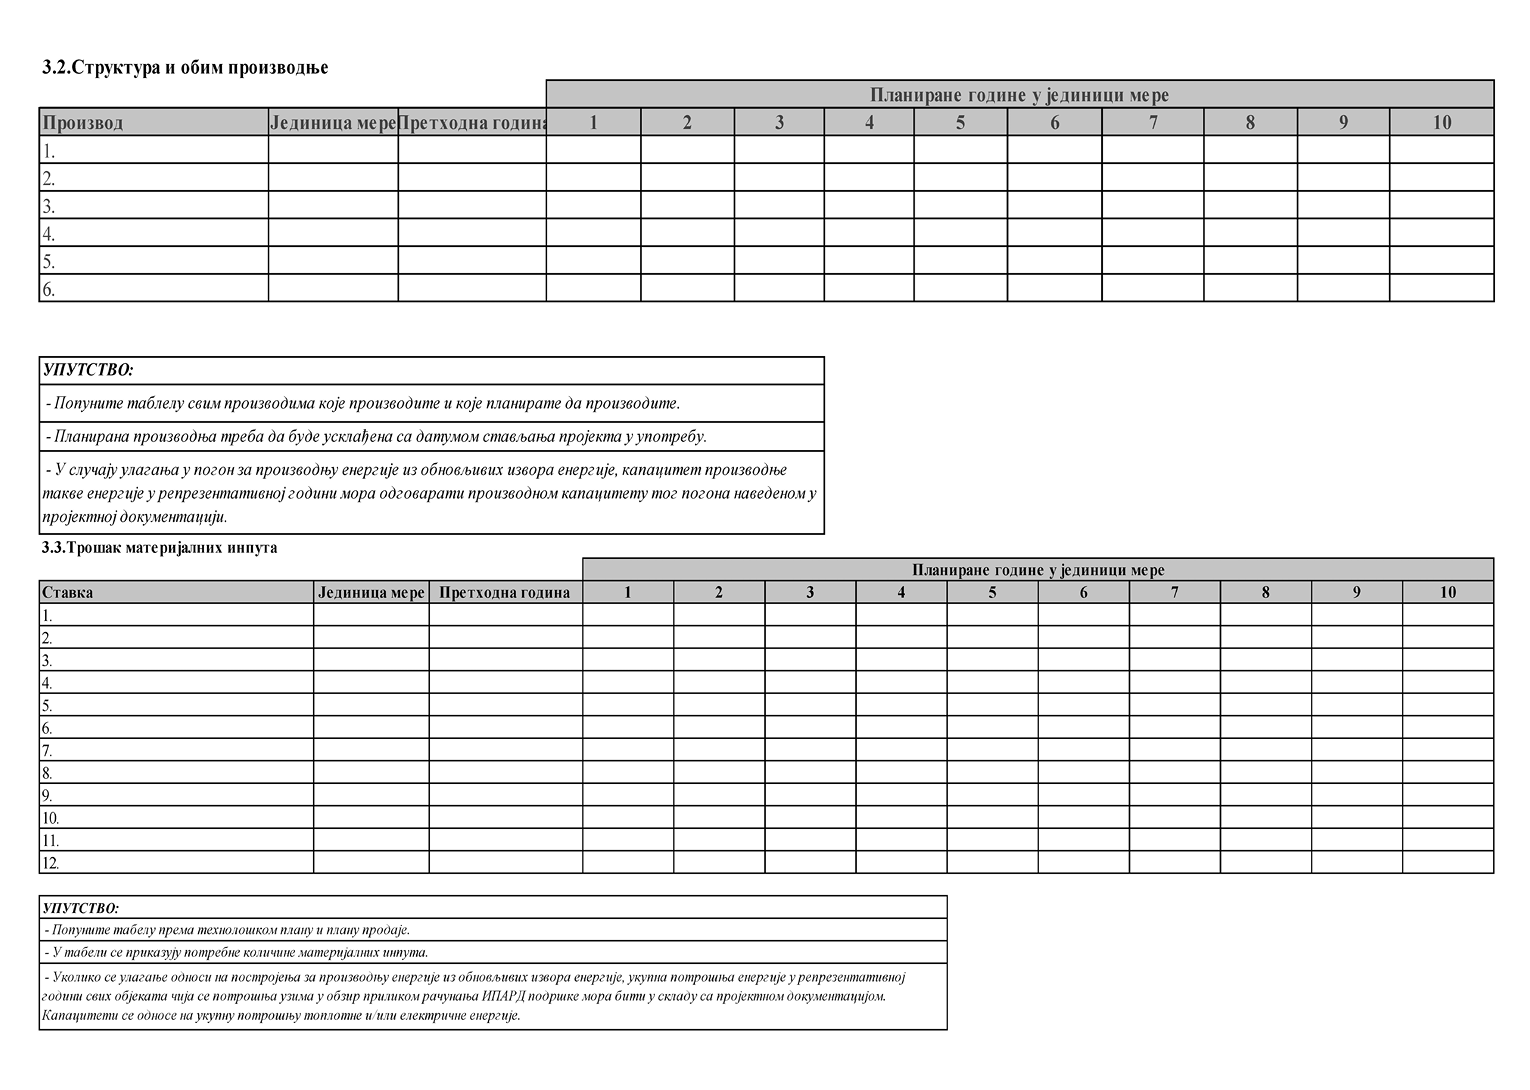 3.2.Структура и обим производње
Планиране године у јединици мере
Производ Јединица мере Претходна година 1 2 3 4 5 6 7 8 9 10
1.
2.
3.
4.
5.
6.
УПУТСТВО:
- Попуните таблелу свим производима које производите и које планирате да производите.
- Планирана производња треба да буде усклађена са датумом стављања пројекта у употребу.
- У случају улагања у погон за производњу енергије из обновљивих извора енергије, капацитет производње
такве енергије у репрезентативној години мора одговарати производном капацитету тог погона наведеном у
пројектној документацији.
3.3.Трошак материјалних инпута
Планиране године у јединици мере
Ставка Јединица мере Претходна година 1 2 3 4 5 6 7 8 9 10
1.
2.
3.
4.
5.
6.
7.
8.
9.
10.
11.
12.
УПУТСТВО:
- Попуните табелу према технолошком плану и плану продаје.
- У табели се приказују потребне количине материјалних инпута.
- Уколико се улагање односи на постројења за производњу енергије из обновљивих извора енергије, укупна потрошња енергије у репрезентативној
години свих објеката чија се потрошња узима у обзир приликом рачунања ИПАРД подршке мора бити у складу са пројектном документацијом.
Капацитети се односе на укупну потрошњу топлотне и/или електричне енергије.